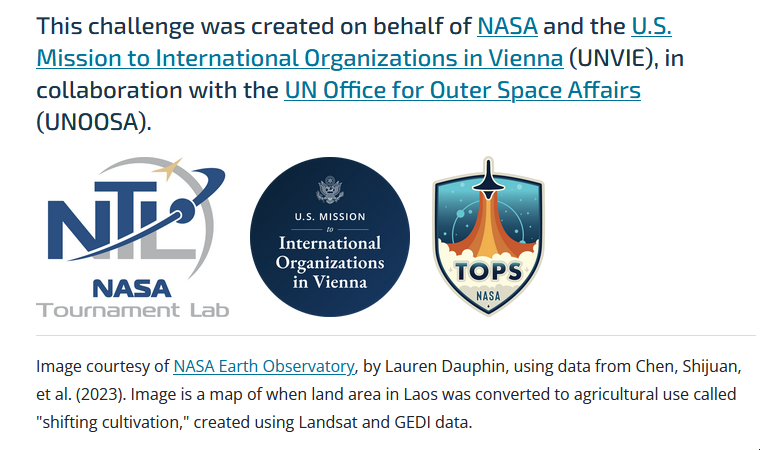 This challenge was created on behalf of NASA and the U.S.
Mission to International Organizations in Vienna (UNVIE), in
collaboration with the UN Office for Outer Space Affairs
(UNOOSA).
NTL
NASA
Tournament Lab
U.S. MISSION
to
International
Organizations
in Vienna
TOPS
NASA
Image courtesy of NASA Earth Observatory, by Lauren Dauphin, using data from Chen, Shijuan,
et al. (2023). Image is a map of when land area in Laos was converted to agricultural use called
"shifting cultivation," created using Landsat and GEDI data.